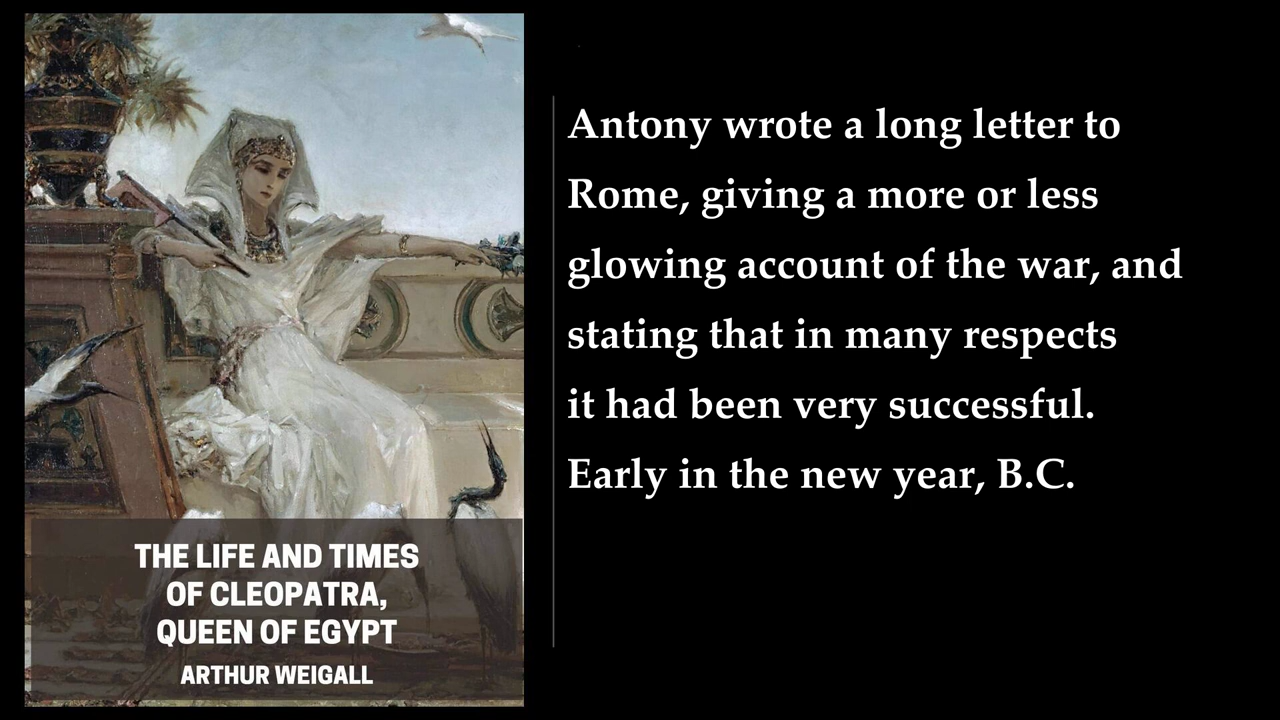 THE LIFE AND TIMES
OF CLEOPATRA,
QUEEN OF EGYPT
ARTHUR WEIGALL
Antony wrote a long letter to
Rome, giving a more or less
glowing account of the war, and
stating that in many respects
it had been very successful.
Early in the new year, B.C.